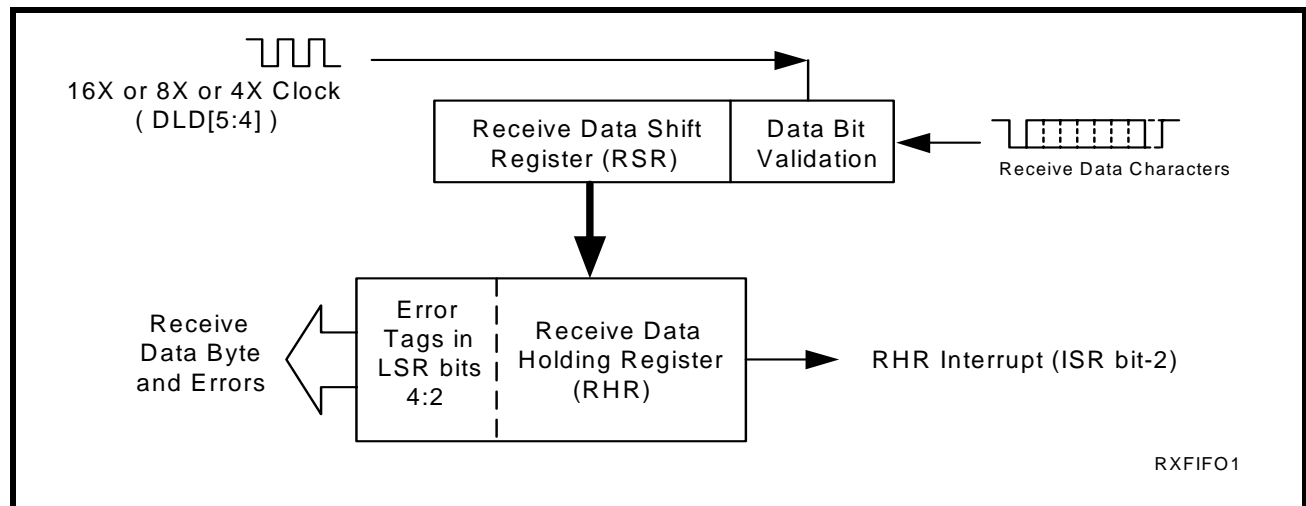 16X or 8X or 4X Clock
( DLD[5:4] )
Receive Data Shift
Register (RSR)
Data Bit
Validation
Receive Data Characters
Receive
Data Byte
and Errors
Error
Tags in
LSR bits
4:2
Receive Data
Holding Register
(RHR)
RHR Interrupt (ISR bit-2)
RXFIFO1